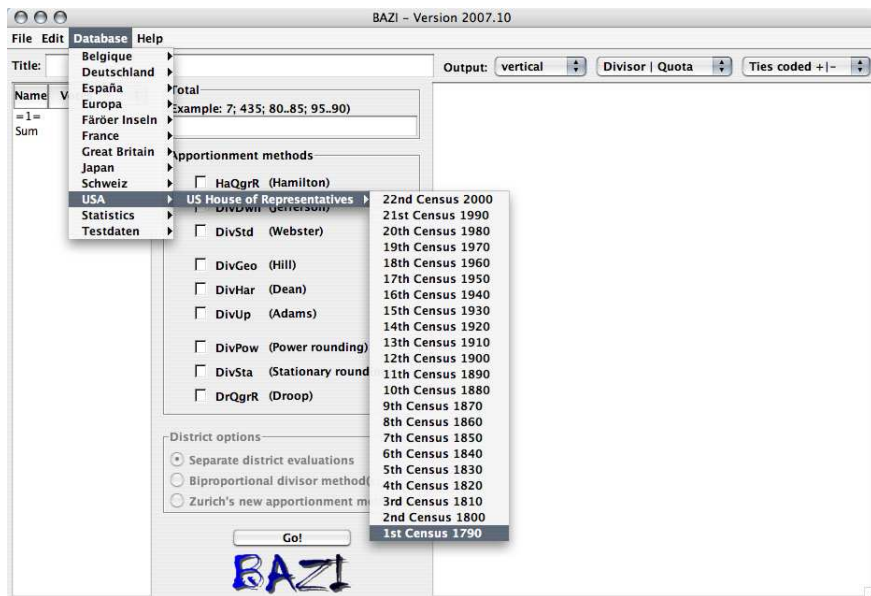 BAZI – Version 2007.10
File Edit Database Help
Title:
Output: vertical Divisor | Quota Ties coded +|-
Belgique
Deutschland
España
Europa
Färöer Inseln
France
Great Britain
Japan
Schweiz
USA
Statistics
Testdaten
Name V
=1=
Sum
Total
Example: 7; 435; 80..85; 95..90)
Apportionment methods
HaQgrR (Hamilton)
US House of Representatives
DivDwn (Jefferson)
DivStd (Webster)
DivGeo (Hill)
DivHar (Dean)
DivUp (Adams)
DivPow (Power rounding)
DivSta (Stationary round
DrQgrR (Droop)
22nd Census 2000
21st Census 1990
20th Census 1980
19th Census 1970
18th Census 1960
17th Census 1950
16th Census 1940
15th Census 1930
14th Census 1920
13th Census 1910
12th Census 1900
11th Census 1890
10th Census 1880
9th Census 1870
8th Census 1860
7th Census 1850
6th Census 1840
5th Census 1830
4th Census 1820
3rd Census 1810
2nd Census 1800
1st Census 1790
District options
Separate district evaluations
Biproportional divisor method(
Zurich's new apportionment m
Go!
BAZI